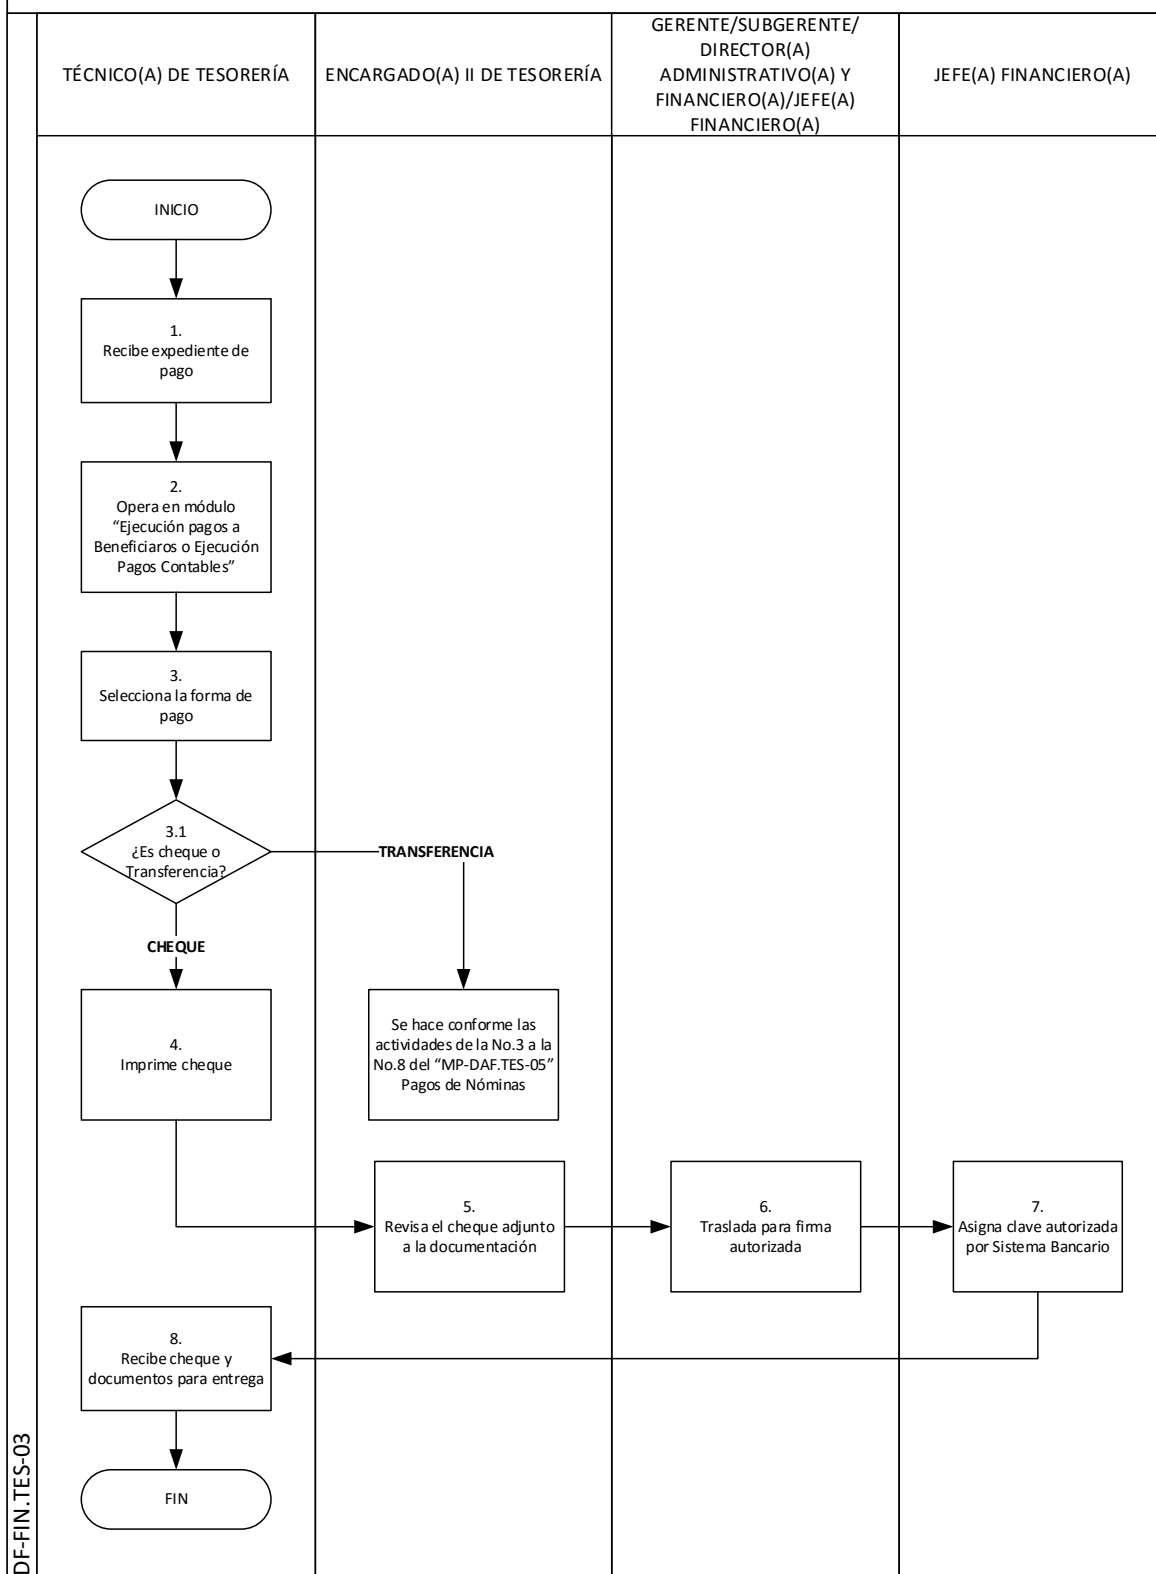 TÉCNICO(A) DE TESORERÍA
ENCARGADO(A) II DE TESORERÍA
GERENTE/SUBGERENTE/
DIRECTOR(A)
ADMINISTRATIVO(A) Y
FINANCIERO(A)/JEFE(A)
FINANCIERO(A)
JEFE(A) FINANCIERO(A)
INICIO
1.
Recibe expediente de
pago
2.
Opera en módulo
“Ejecución pagos a
Beneficiaros o Ejecución
Pagos Contables”
3.
Selecciona la forma de
pago
3.1
¿Es cheque o
Transferencia?
TRANSFERENCIA
CHEQUE
4.
Imprime cheque
Se hace conforme las
actividades de la No.3 a la
No.8 del “MP-DAF.TES-05”
Pagos de Nóminas
5.
Revisa el cheque adjunto
a la documentación
6.
Traslada para firma
autorizada
7.
Asigna clave autorizada
por Sistema Bancario
8.
Recibe cheque y
documentos para entrega
FIN
DF-FIN.TES-03